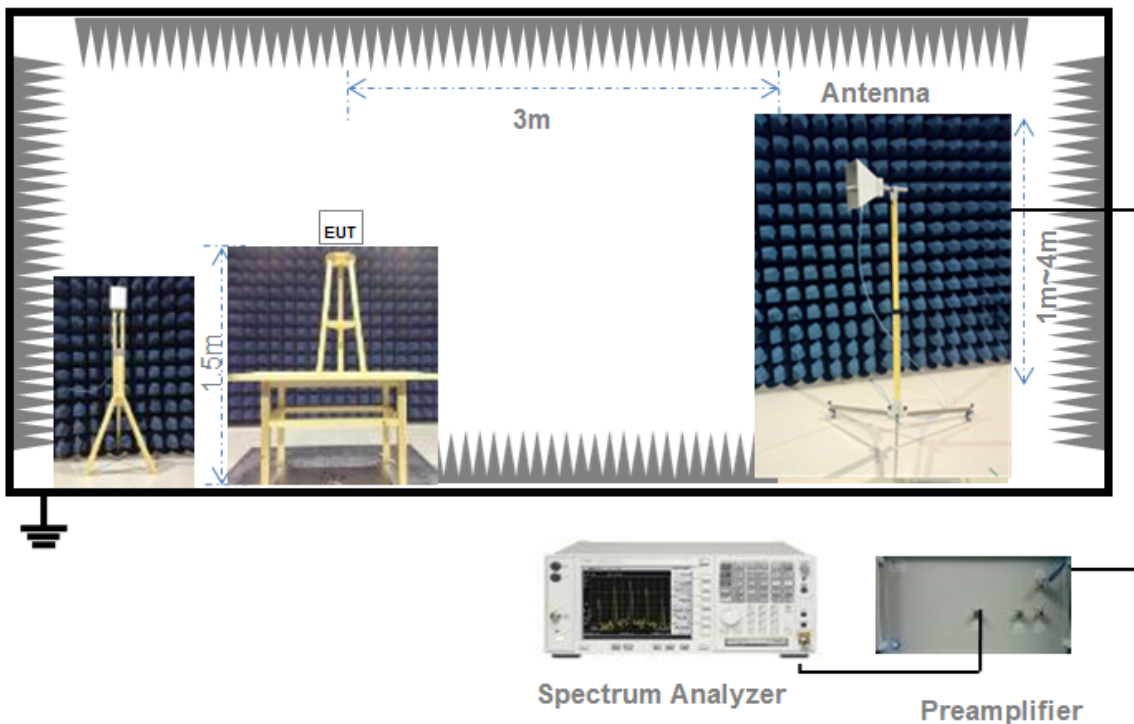 Antenna
3m
EUT
1.5m
1m~4m
Spectrum Analyzer
Preamplifier